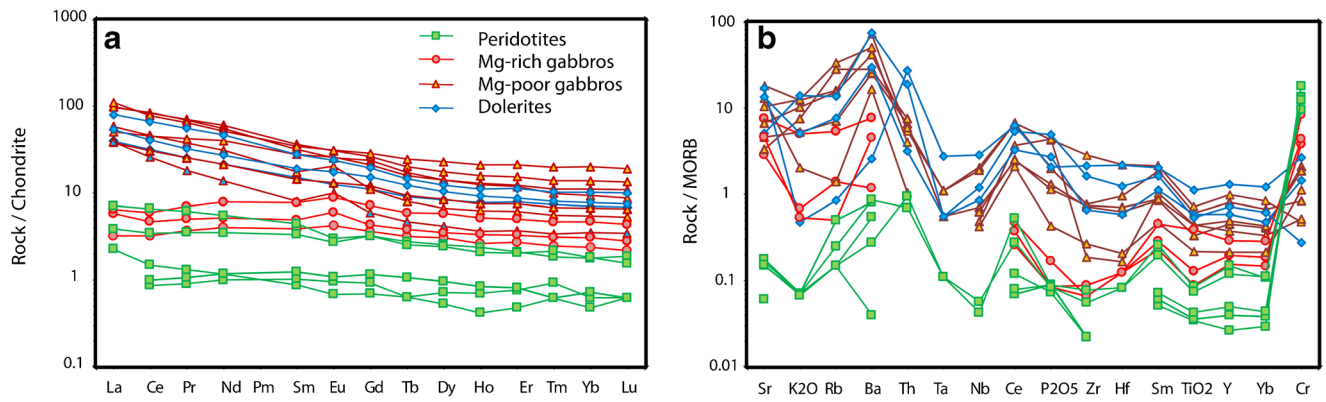 a
Peridotites
Mg-rich gabbros
Mg-poor gabbros
Dolerites
Rock / Chondrite
1000
100
10
1
0.1
La Ce Pr Nd Pm Sm Eu Gd Tb Dy Ho Er Tm Yb Lu
b
Rock / MORB
100
10
1
0.1
0.01
Sr K2O Rb Ba Th Ta Nb Ce P2O5 Zr Hf Sm TiO2 Y Yb Cr